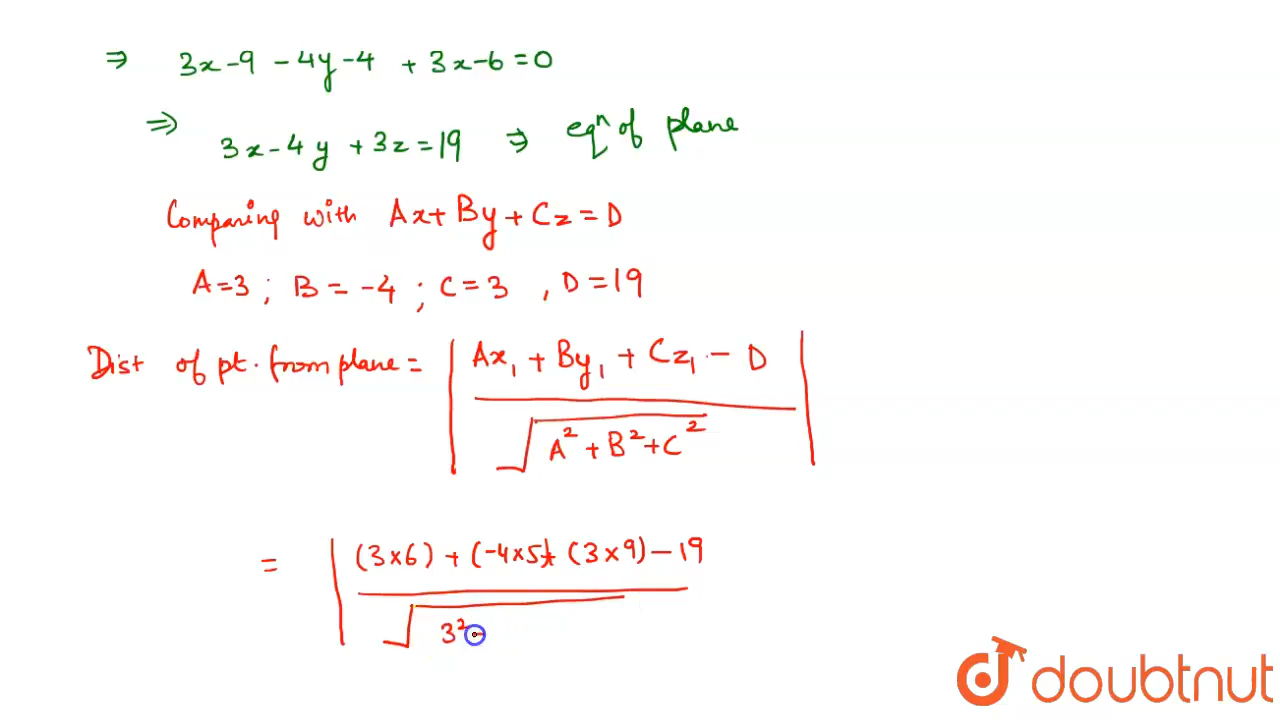 ⇒ 3x-9 -4y-4 + 3x-6 = 0
⇒ 3x-4y+3z=19 ⇒ eqⁿ of plane
Comparing with Ax+By+Cz=D
A=3 ; B = -4 ; C = 3 , D = 19
Dist of pt. from plane = | Ax₁ + By₁ + Cz₁ - D
√A² + B² + C² |
= | (3×6) + (-4×5)+ (3×9) - 19
√3² -
doubtnut